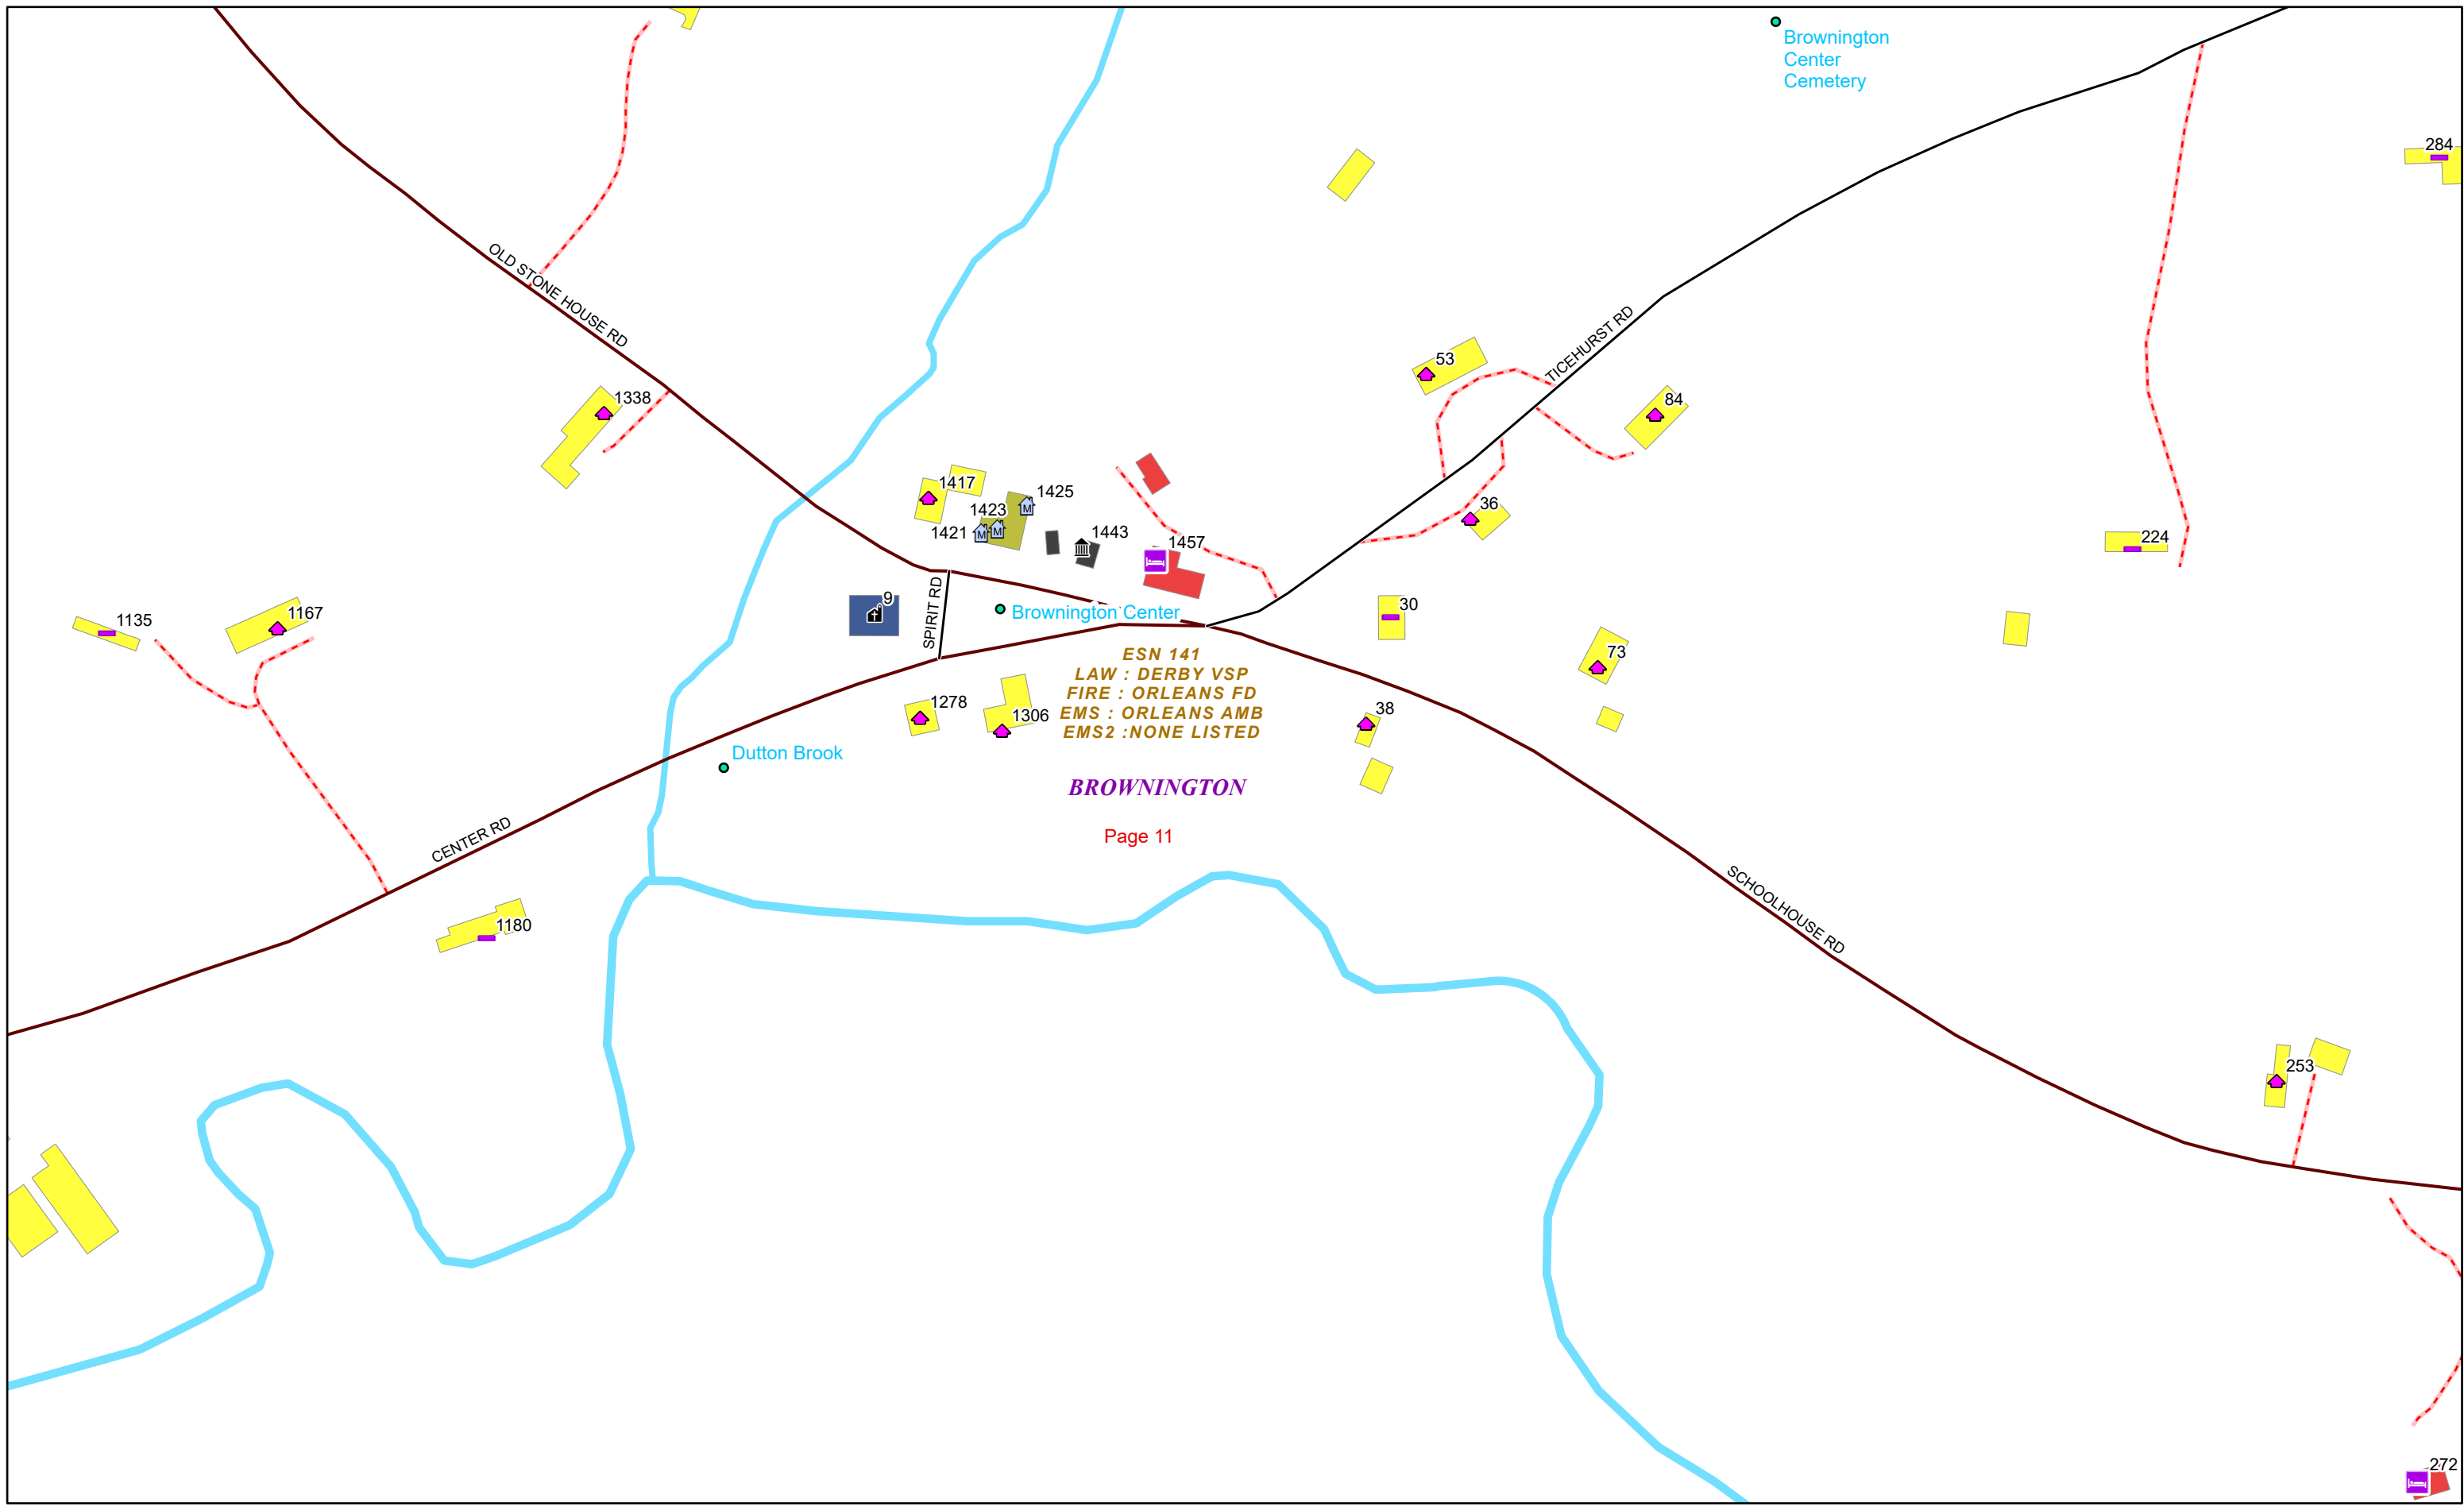 Brownington
Center
Cemetery
284
OLD STONE HOUSE RD
TICEHURST RD
53
1338
84
1417
1425
1423
1421
36
1443
1457
224
9
SPIRIT RD
30
Brownington Center
1135
1167
ESN 141
LAW : DERBY VSP
FIRE : ORLEANS FD
EMS : ORLEANS AMB
EMS2 :NONE LISTED
73
1278
1306
38
Dutton Brook
BROWNINGTON
Page 11
CENTER RD
SCHOOLHOUSE RD
1180
253
272
M
M
M